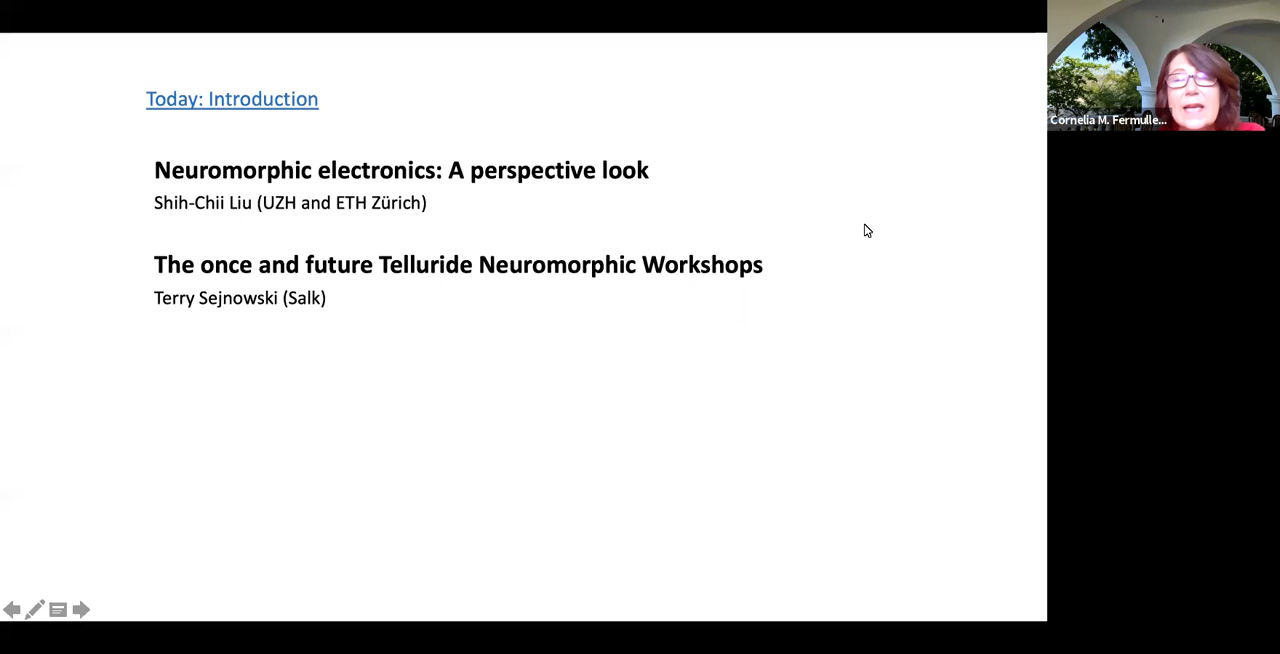 Today: Introduction
Neuromorphic electronics: A perspective look
Shih-Chii Liu (UZH and ETH Zürich)
The once and future Telluride Neuromorphic Workshops
Terry Sejnowski (Salk)
Cornelia M. Fermulle...